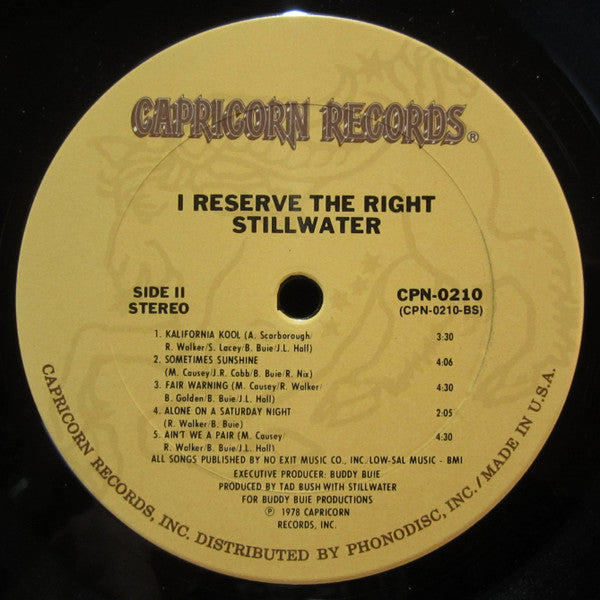 CAPRICORN RECORDS®
I RESERVE THE RIGHT
STILLWATER
SIDE II
STEREO
CPN-0210
(CPN-0210-BS)
1. KALIFORNIA KOOL (A. Scarborough/
R. Walker/S. Lacey/B. Buie/J.L. Hall) 3:30
2. SOMETIMES SUNSHINE
(M. Causey/J.R. Cobb/B. Buie/R. Nix) 4:06
3. FAIR WARNING (M. Causey/R. Walker/
B. Golden/B. Buie/J.L. Hall) 4:30
4. ALONE ON A SATURDAY NIGHT
(R. Walker/B. Buie) 2:05
5. AIN'T WE A PAIR (M. Causey/
R. Walker/B. Buie/J.L. Hall) 4:30
ALL SONGS PUBLISHED BY NO EXIT MUSIC CO., INC./LOW-SAL MUSIC - BMI
EXECUTIVE PRODUCER: BUDDY BUIE
PRODUCED BY TAD BUSH WITH STILLWATER
FOR BUDDY BUIE PRODUCTIONS
℗ 1978 CAPRICORN
RECORDS, INC.
CAPRICORN RECORDS, INC. DISTRIBUTED BY PHONODISC, INC./MADE IN U.S.A.